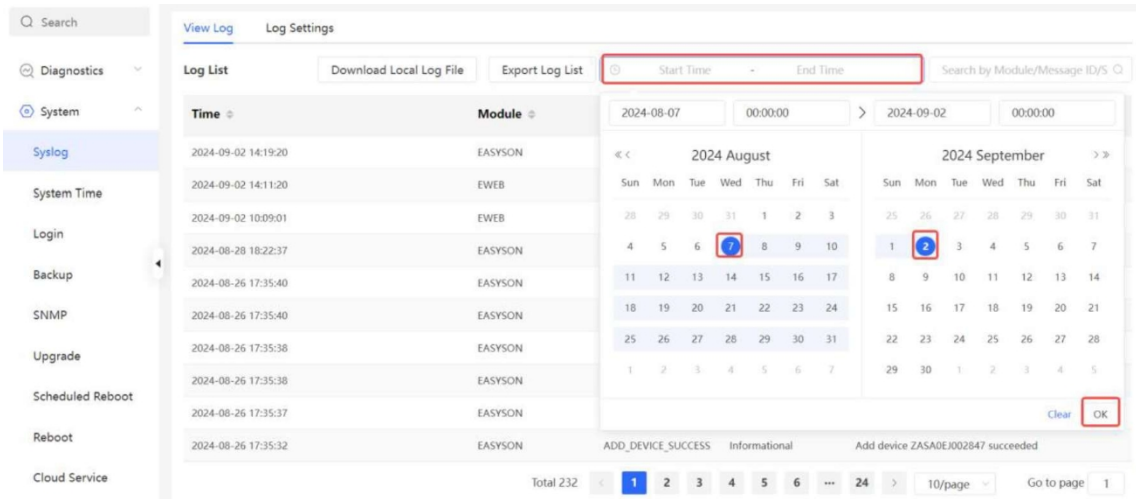 Search
Diagnostics
System
Syslog
System Time
Login
Backup
SNMP
Upgrade
Scheduled Reboot
Reboot
Cloud Service
View Log Log Settings
Log List Download Local Log File Export Log List Start Time - End Time Search by Module/Message ID/S
Time Module
2024-08-07 00:00:00 > 2024-09-02 00:00:00
2024-09-02 14:19:20 EASYSON
2024-09-02 14:11:20 EWEB
2024-09-02 10:09:01 EWEB
2024-08-28 18:22:37 EASYSON
2024-08-26 17:35:40 EASYSON
2024-08-26 17:35:40 EASYSON
2024-08-26 17:35:38 EASYSON
2024-08-26 17:35:38 EASYSON
2024-08-26 17:35:37 EASYSON
2024-08-26 17:35:32 EASYSON ADD_DEVICE_SUCCESS Informational Add device ZASA0EJ002847 succeeded
2024 August
Sun Mon Tue Wed Thu Fri Sat
28 29 30 31 1 2 3
4 5 6 7 8 9 10
11 12 13 14 15 16 17
18 19 20 21 22 23 24
25 26 27 28 29 30 31
1 2 3 4 5 6 7
2024 September
Sun Mon Tue Wed Thu Fri Sat
25 26 27 28 29 30 31
1 2 3 4 5 6 7
8 9 10 11 12 13 14
15 16 17 18 19 20 21
22 23 24 25 26 27 28
29 30 1 2 3 4 5
Clear OK
Total 232 < 1 2 3 4 5 6 ••• 24 > 10/page Go to page 1